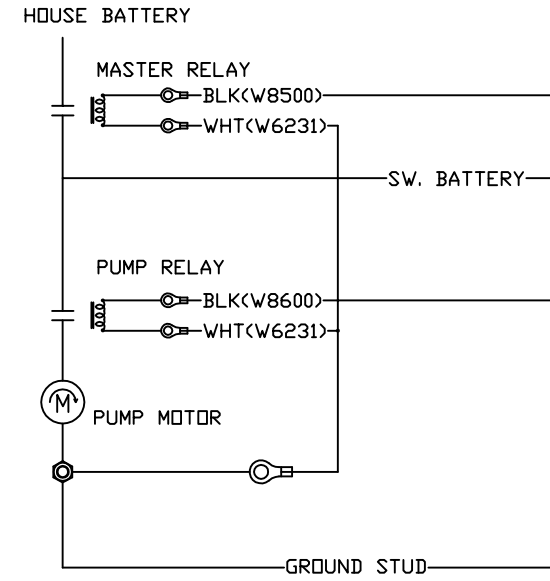 HOUSE BATTERY
MASTER RELAY
BLK(W8500)
WHT(W6231)
SW. BATTERY
PUMP RELAY
BLK(W8600)
WHT(W6231)
M
PUMP MOTOR
GROUND STUD